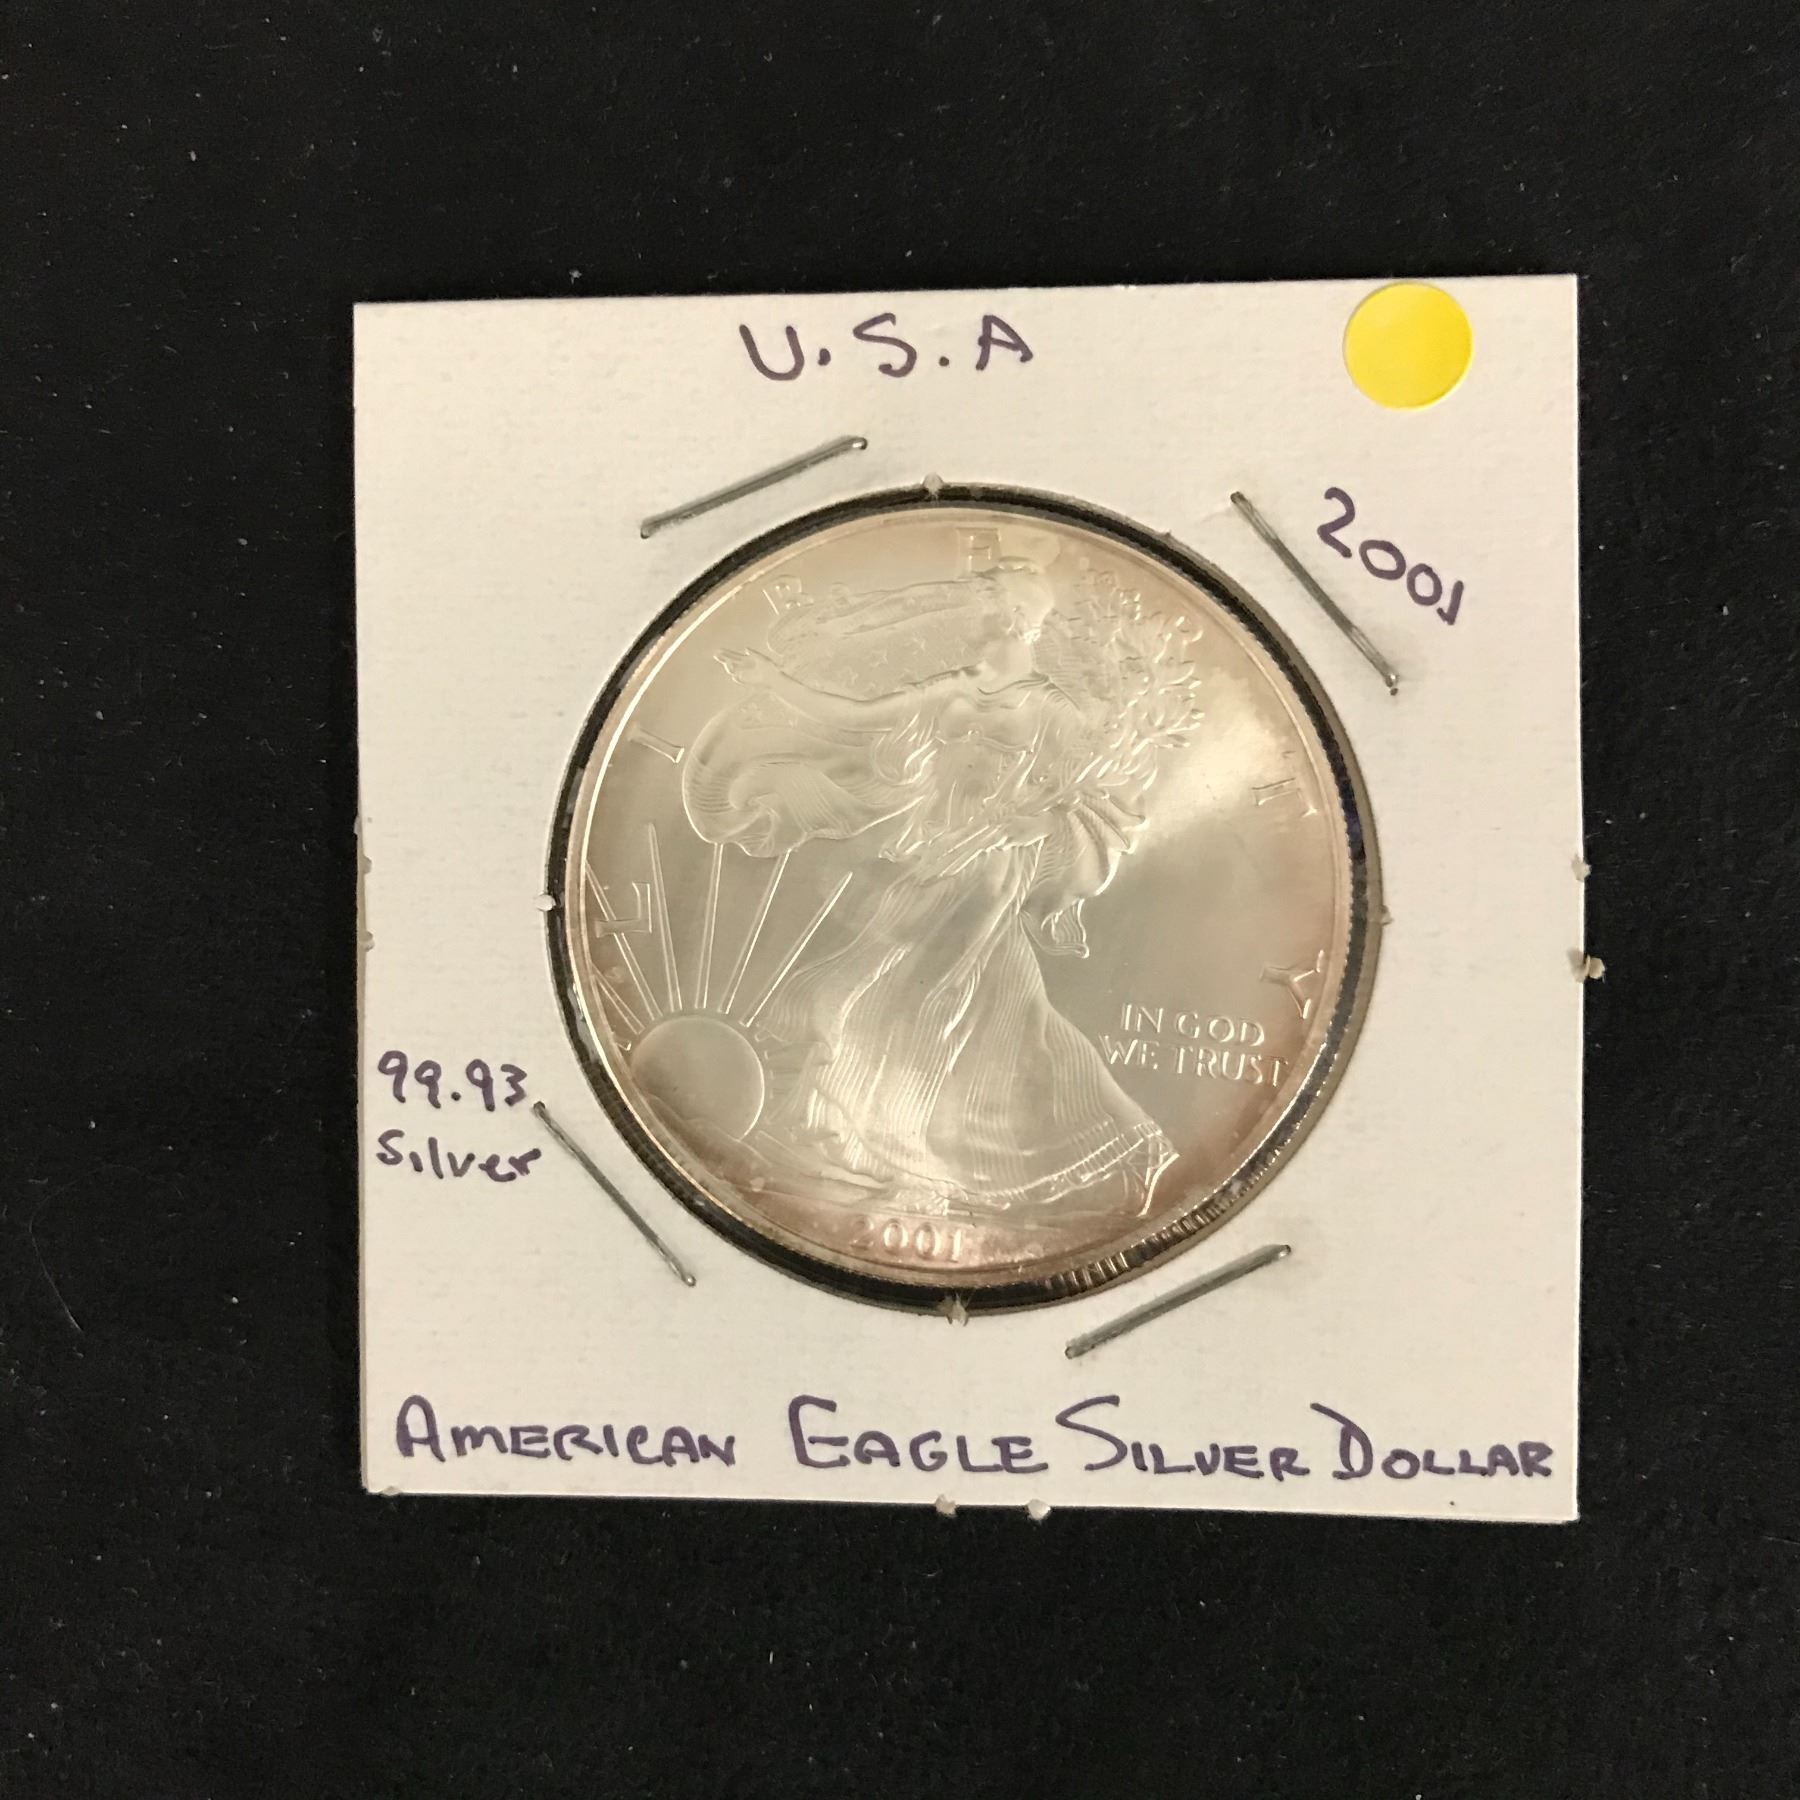 U.S.A
2001
LIBERTY
IN GOD
WE TRUST
2001
99.93
Silver
AMERICAN EAGLE SILVER DOLLAR